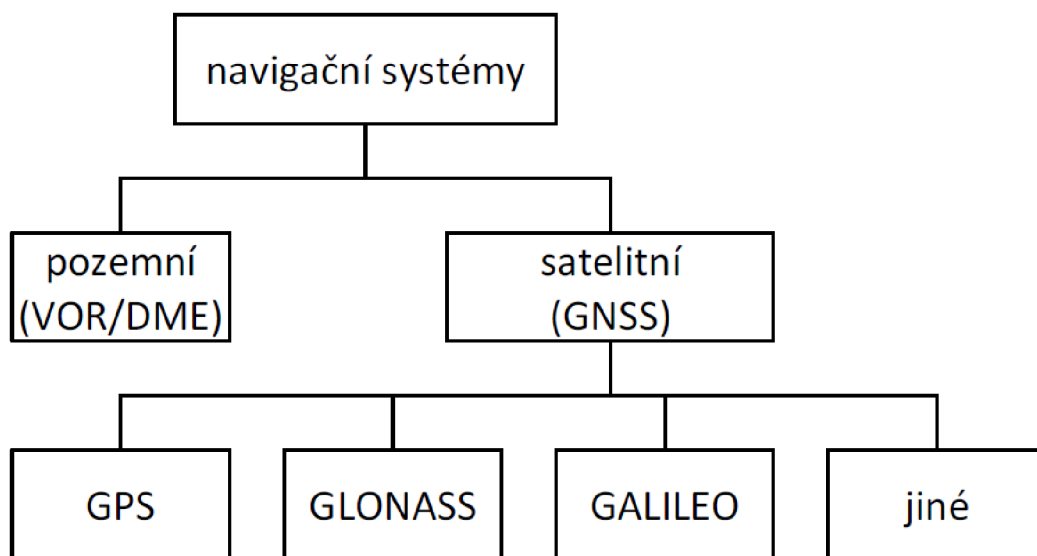 navigační systémy
pozemní
(VOR/DME)
satelitní
(GNSS)
GPS
GLONASS
GALILEO
jiné